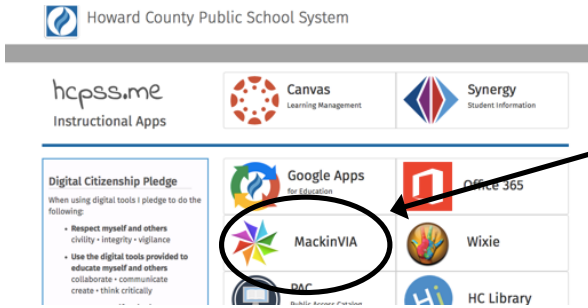 Howard County Public School System
hcpss.me
Instructional Apps
Canvas
Learning Management
Synergy
Student Information
Digital Citizenship Pledge
When using digital tools I pledge to do the
following:
• Respect myself and others
civility • integrity • vigilance
• Use the digital tools provided to
educate myself and others
collaborate • communicate
create • think critically
Google Apps
for Education
Office 365
MackinVIA
Wixie
PAC
Public Access Catalog
Hi
HC Library